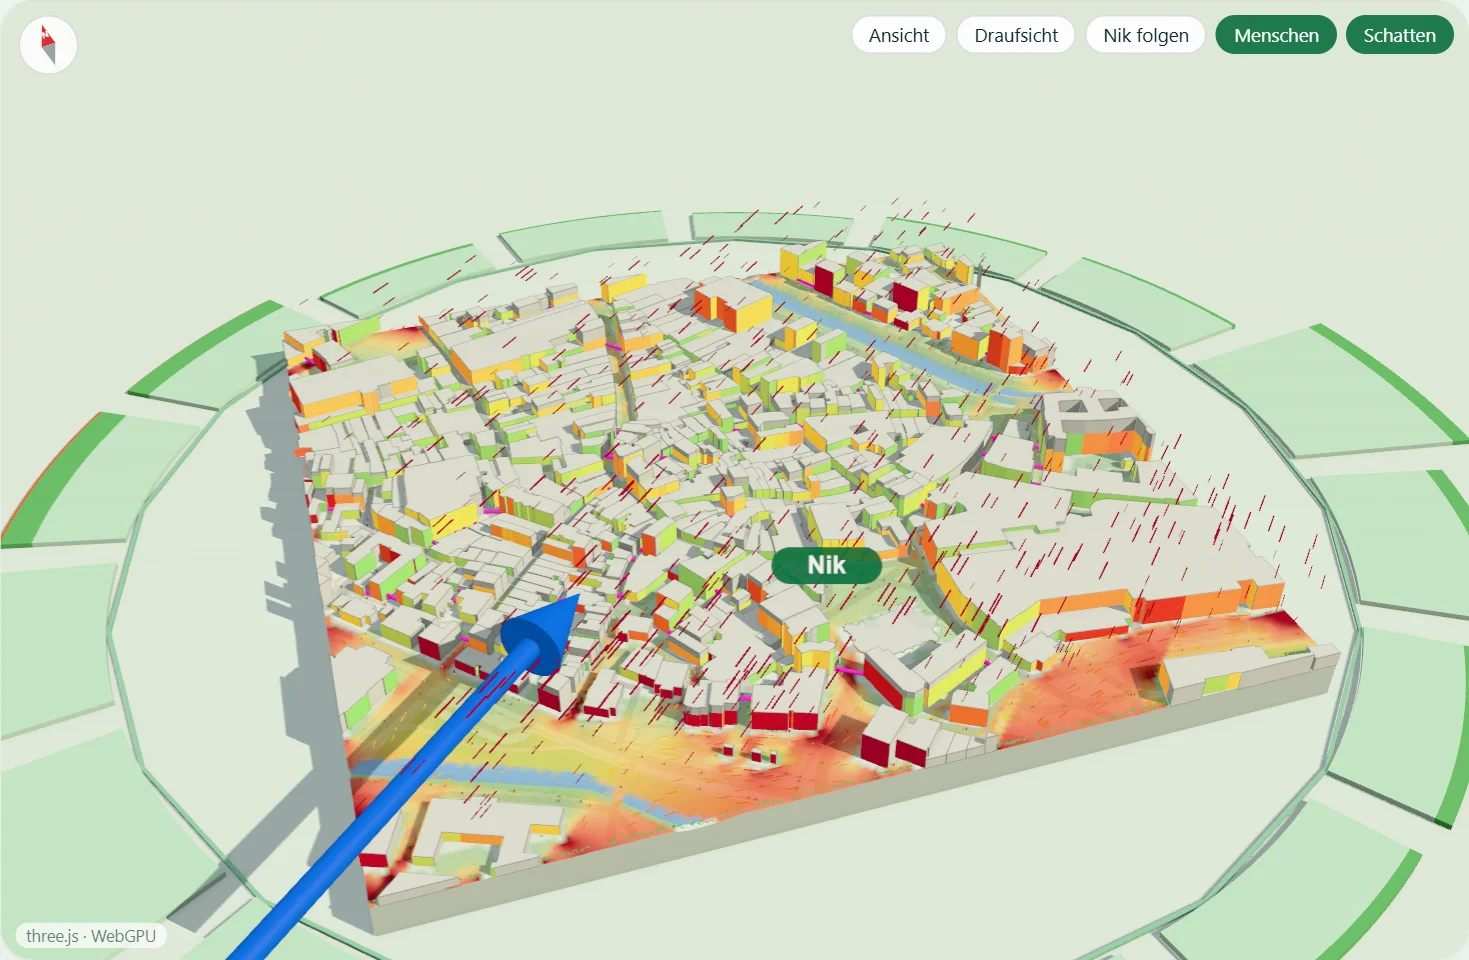 N
Ansicht
Draufsicht
Nik folgen
Menschen
Schatten
Nik
three.js · WebGPU